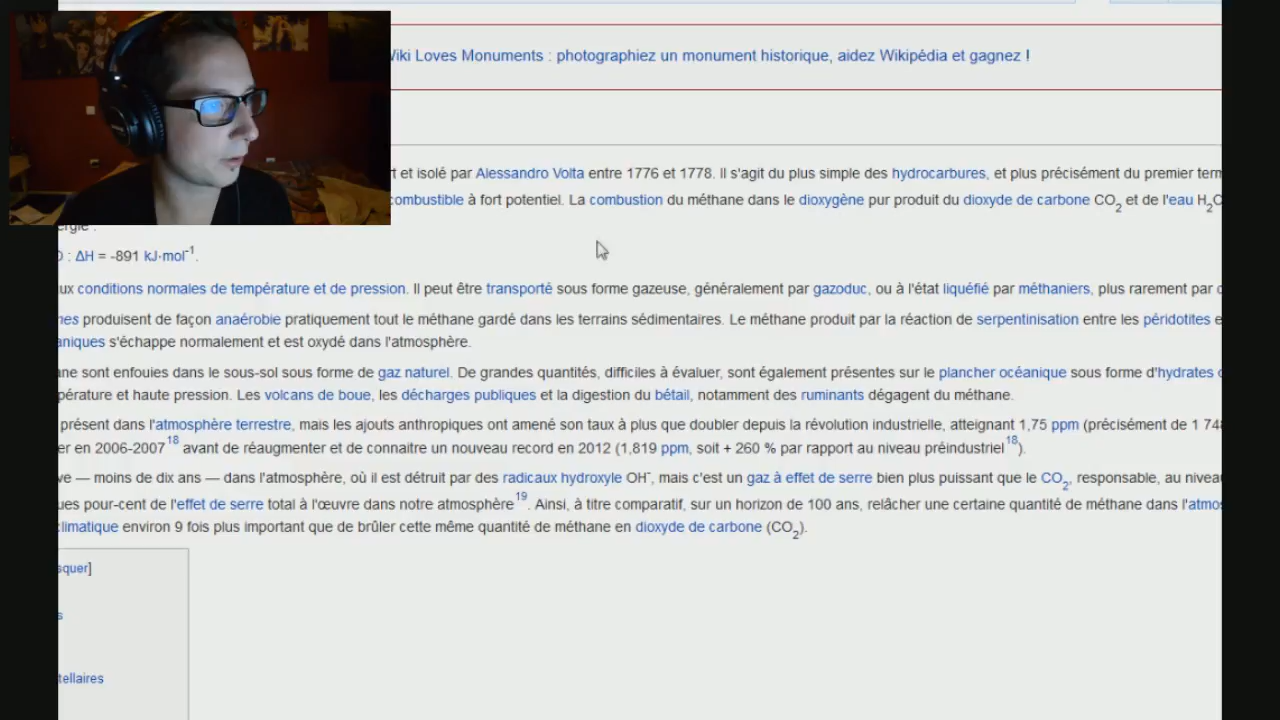 Wiki Loves Monuments : photographiez un monument historique, aidez Wikipédia et gagnez !
t et isolé par Alessandro Volta entre 1776 et 1778. Il s'agit du plus simple des hydrocarbures, et plus précisément du premier term
combustible à fort potentiel. La combustion du méthane dans le dioxygène pur produit du dioxyde de carbone CO2 et de l'eau H2O
ergie :
O : ΔH = -891 kJ·mol-1.
ux conditions normales de température et de pression. Il peut être transporté sous forme gazeuse, généralement par gazoduc, ou à l'état liquéfié par méthaniers, plus rarement par
nes produisent de façon anaérobie pratiquement tout le méthane gardé dans les terrains sédimentaires. Le méthane produit par la réaction de serpentinisation entre les péridotites e
aniques s'échappe normalement et est oxydé dans l'atmosphère.
ane sont enfouies dans le sous-sol sous forme de gaz naturel. De grandes quantités, difficiles à évaluer, sont également présentes sur le plancher océanique sous forme d'hydrates
pérature et haute pression. Les volcans de boue, les décharges publiques et la digestion du bétail, notamment des ruminants dégagent du méthane.
présent dans l'atmosphère terrestre, mais les ajouts anthropiques ont amené son taux à plus que doubler depuis la révolution industrielle, atteignant 1,75 ppm (précisément de 1 748
er en 2006-2007 18 avant de réaugmenter et de connaitre un nouveau record en 2012 (1,819 ppm, soit + 260 % par rapport au niveau préindustriel 18).
ve — moins de dix ans — dans l'atmosphère, où il est détruit par des radicaux hydroxyle OH-, mais c'est un gaz à effet de serre bien plus puissant que le CO2, responsable, au niveau
ues pour-cent de l'effet de serre total à l'œuvre dans notre atmosphère 19. Ainsi, à titre comparatif, sur un horizon de 100 ans, relâcher une certaine quantité de méthane dans l'atmos
limatique environ 9 fois plus important que de brûler cette même quantité de méthane en dioxyde de carbone (CO2).
squer]
s
tellaires